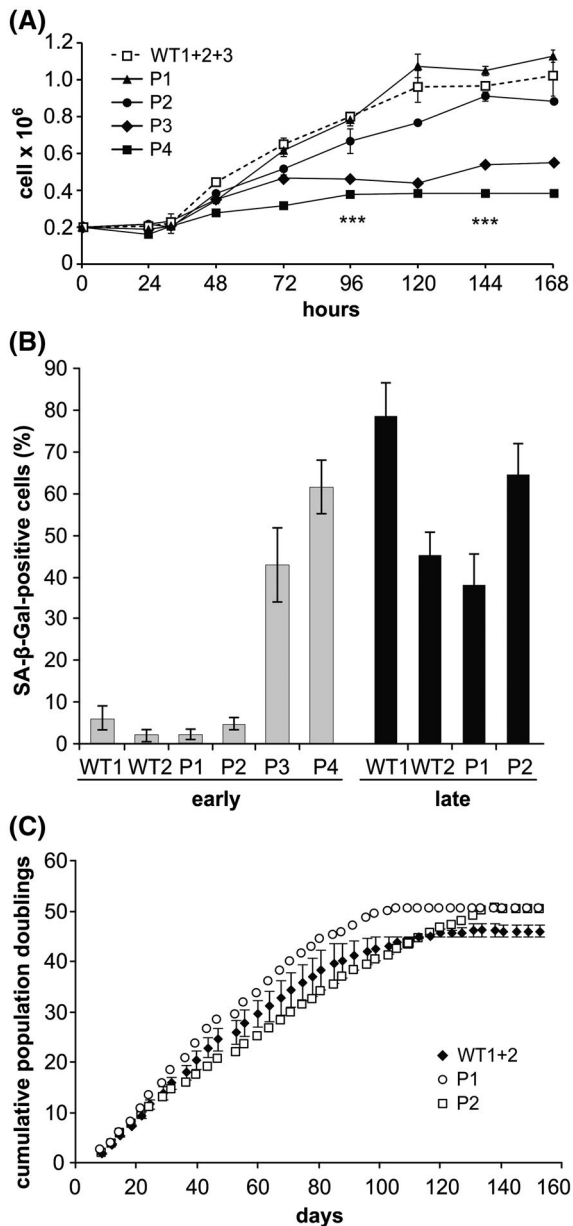 (A)
1.2
1.0
0.8
0.6
0.4
0.2
0
cell x 10⁶
WT1+2+3
P1
P2
P3
P4
***
***
0 24 48 72 96 120 144 168
hours
(B)
90
80
70
60
50
40
30
20
10
0
SA-β-Gal-positive cells (%)
WT1 WT2 P1 P2 P3 P4 WT1 WT2 P1 P2
early late
(C)
60
50
40
30
20
10
0
cumulative population doublings
WT1+2
P1
P2
0 20 40 60 80 100 120 140 160
days